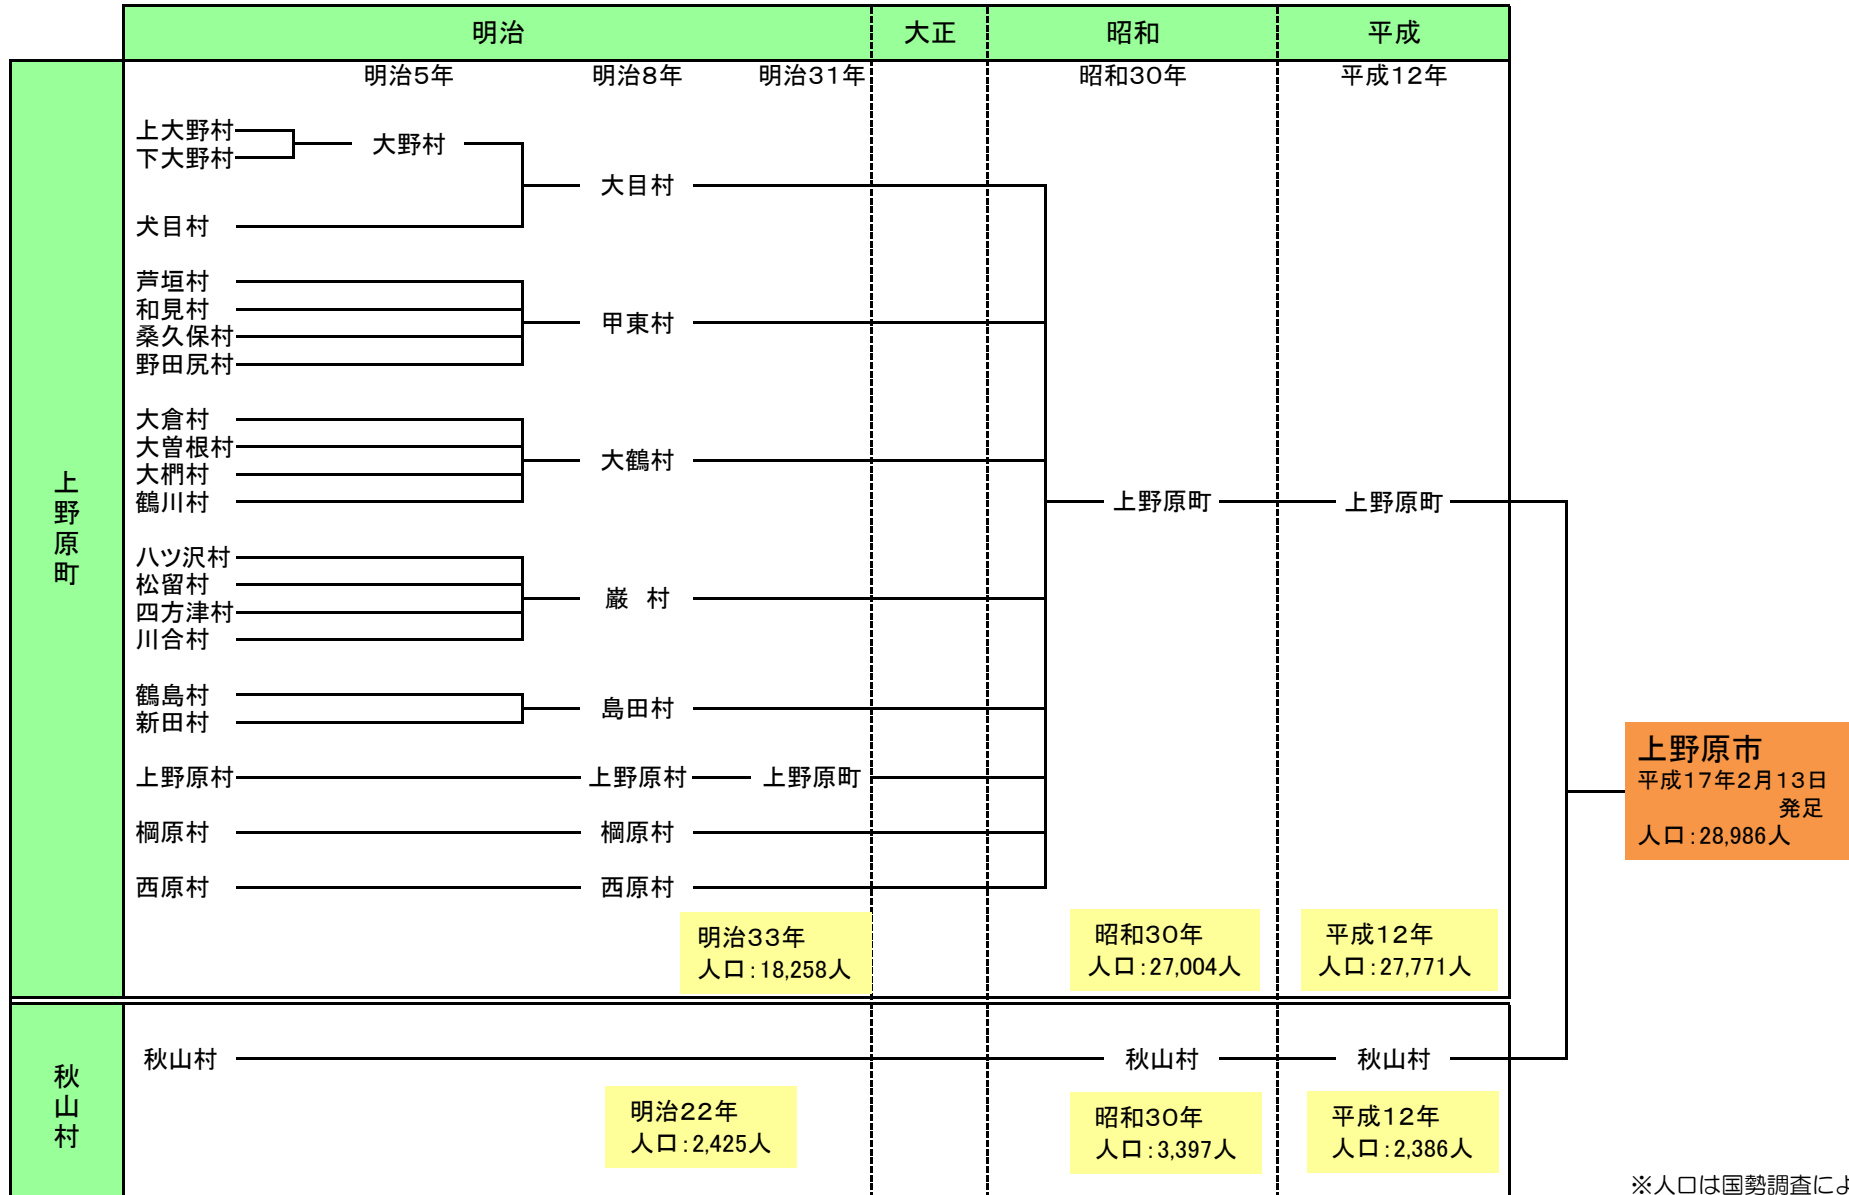 明治 大正 昭和 平成
明治5年 明治8年 明治31年 昭和30年 平成12年
上野原町
上大野村
下大野村
大野村
大目村
犬目村
芦垣村
和見村
桑久保村
野田尻村
甲東村
大倉村
大曽根村
大椚村
鶴川村
大鶴村
上野原町 上野原町
八ツ沢村
松留村
四方津村
川合村
巌 村
鶴島村
新田村
島田村
上野原村 上野原村 上野原町
棡原村 棡原村
西原村 西原村
明治33年
人口:18,258人
昭和30年
人口:27,004人
平成12年
人口:27,771人
上野原市
平成17年2月13日
発足
人口:28,986人
秋山村
秋山村 秋山村 秋山村
明治22年
人口:2,425人
昭和30年
人口:3,397人
平成12年
人口:2,386人
※人口は国勢調査によ